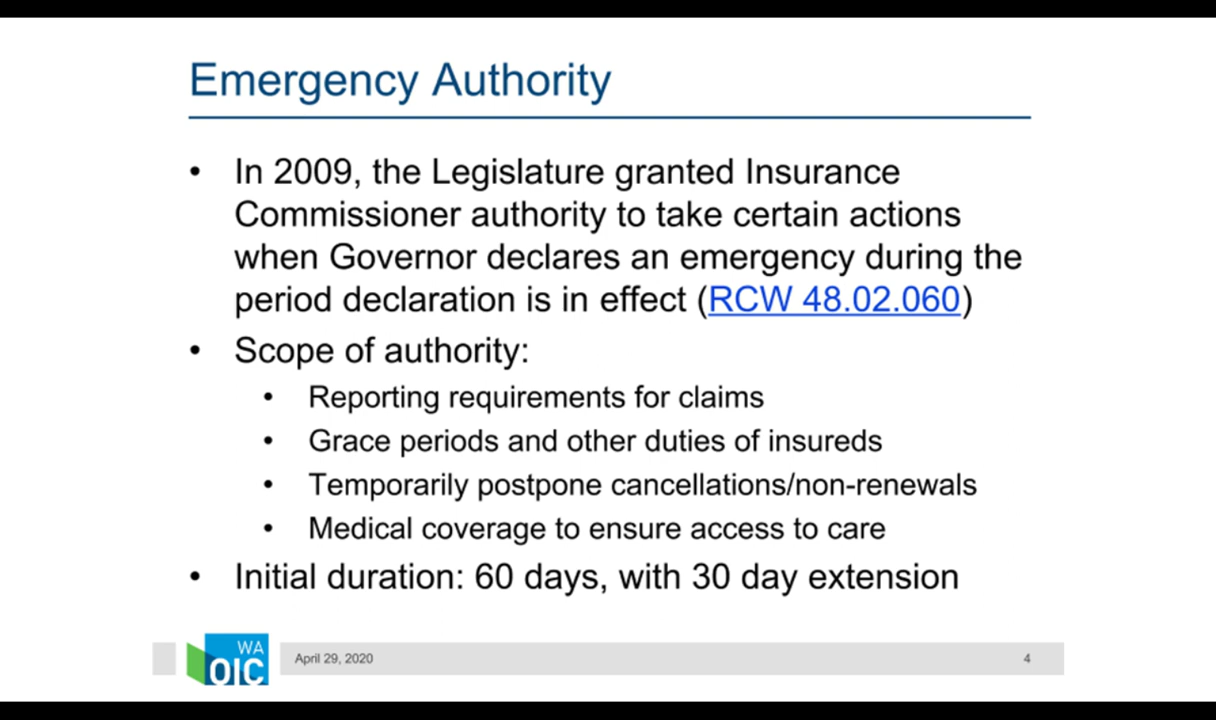 Emergency Authority
• In 2009, the Legislature granted Insurance
Commissioner authority to take certain actions
when Governor declares an emergency during the
period declaration is in effect (RCW 48.02.060)
• Scope of authority:
• Reporting requirements for claims
• Grace periods and other duties of insureds
• Temporarily postpone cancellations/non-renewals
• Medical coverage to ensure access to care
• Initial duration: 60 days, with 30 day extension
WA
OIC
April 29, 2020
4